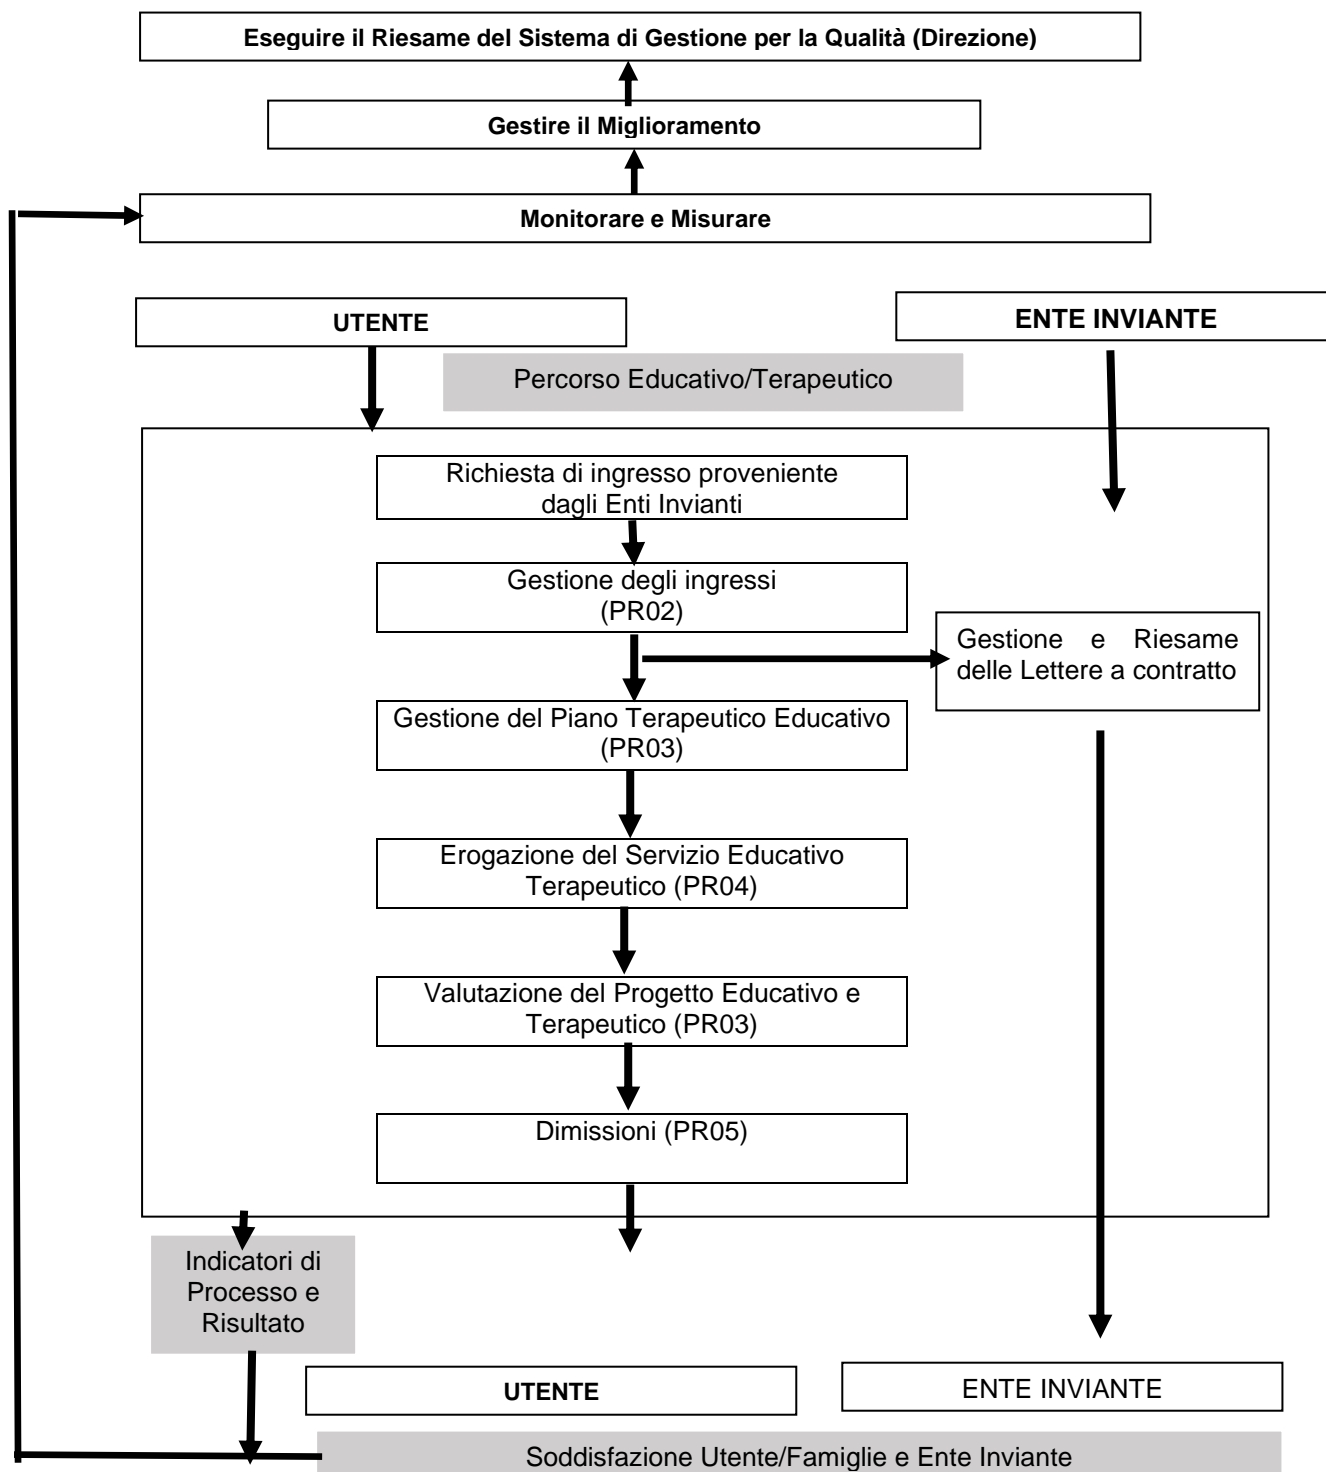 Eseguire il Riesame del Sistema di Gestione per la Qualità (Direzione)
Gestire il Miglioramento
Monitorare e Misurare
UTENTE
ENTE INVIANTE
Percorso Educativo/Terapeutico
Richiesta di ingresso proveniente
dagli Enti Invianti
Gestione degli ingressi
(PR02)
Gestione e Riesame
delle Lettere a contratto
Gestione del Piano Terapeutico Educativo
(PR03)
Erogazione del Servizio Educativo
Terapeutico (PR04)
Valutazione del Progetto Educativo e
Terapeutico (PR03)
Dimissioni (PR05)
Indicatori di
Processo e
Risultato
UTENTE
ENTE INVIANTE
Soddisfazione Utente/Famiglie e Ente Inviante